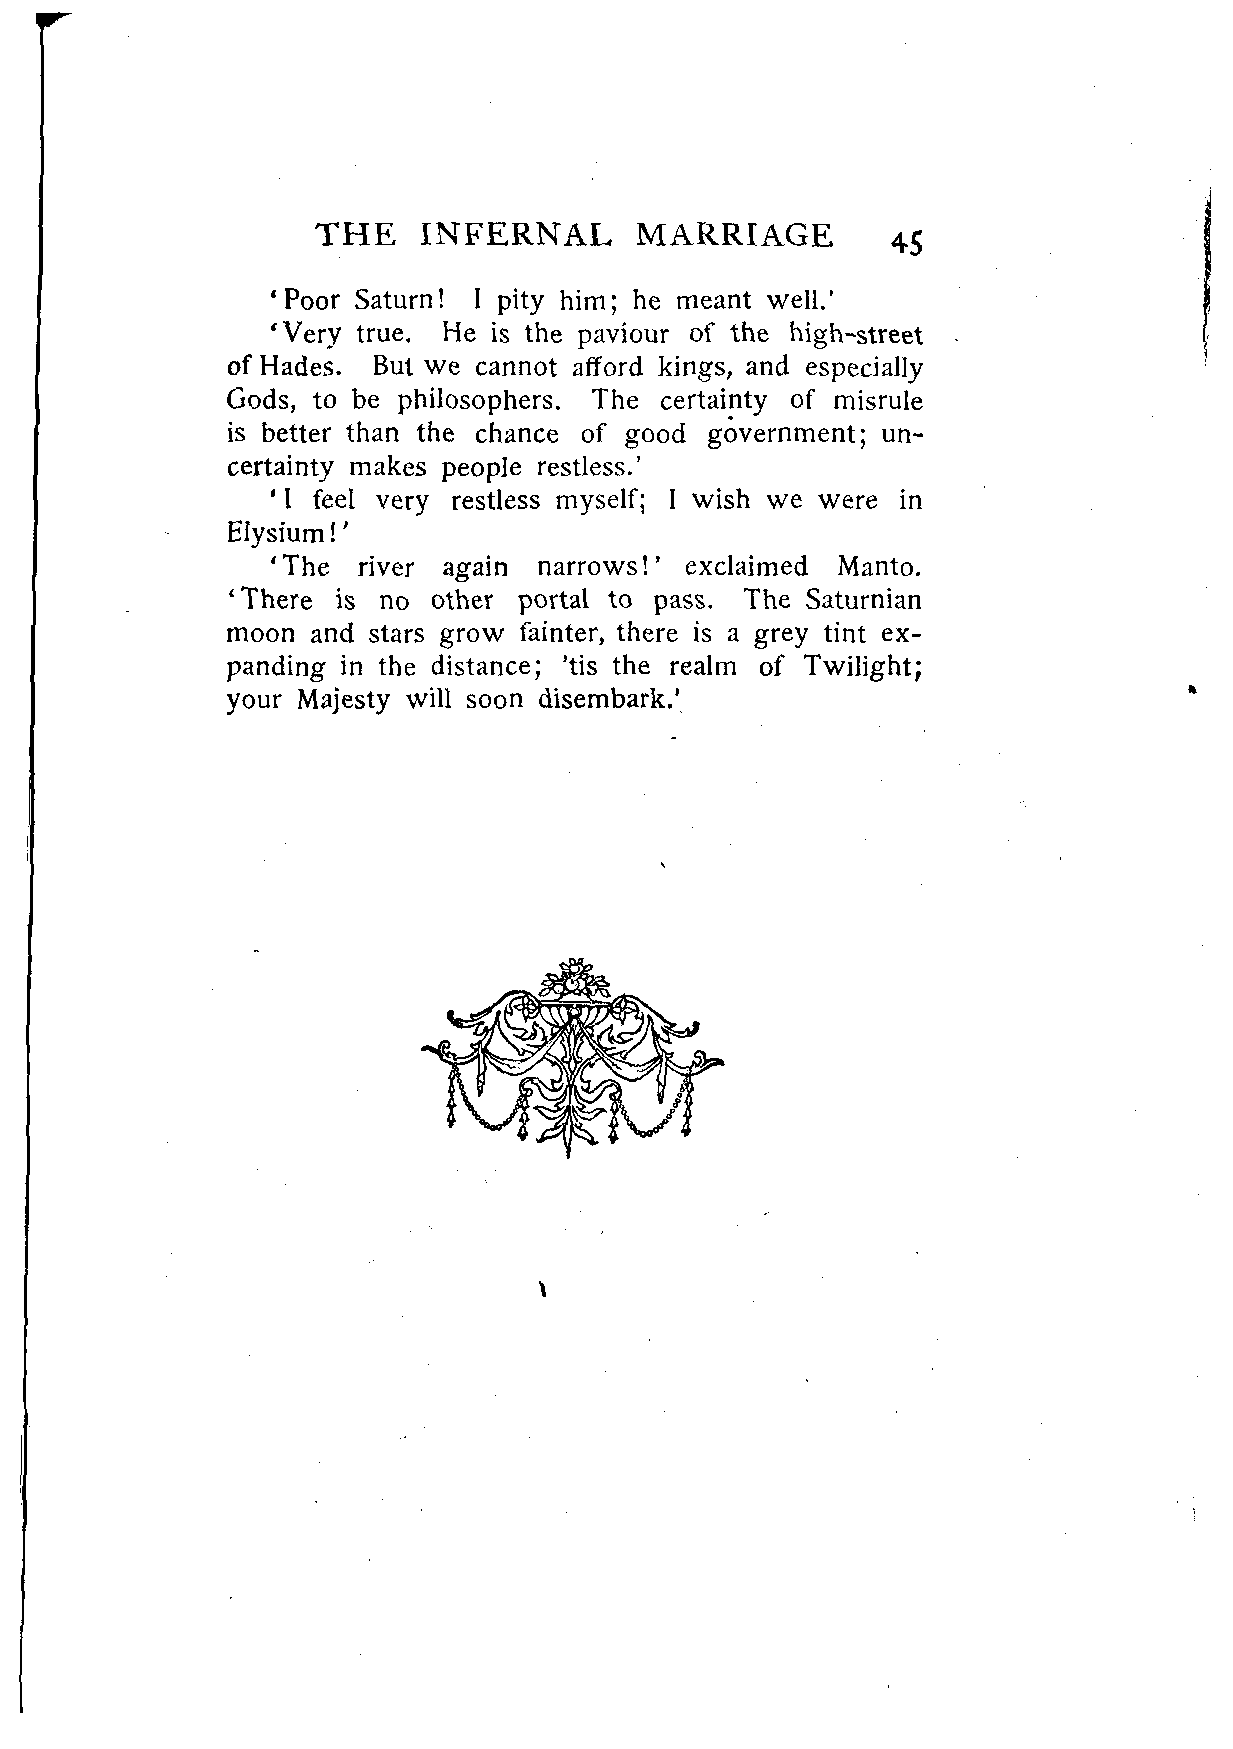 THE INFERNAL MARRIAGE 45
‘Poor Saturn! I pity him; he meant well.’
‘Very true. He is the paviour of the high-street
of Hades. But we cannot afford kings, and especially
Gods, to be philosophers. The certainty of misrule
is better than the chance of good government; un-
certainty makes people restless.’
‘I feel very restless myself; I wish we were in
Elysium!’
‘The river again narrows!’ exclaimed Manto.
‘There is no other portal to pass. The Saturnian
moon and stars grow fainter, there is a grey tint ex-
panding in the distance; ’tis the realm of Twilight;
your Majesty will soon disembark.’